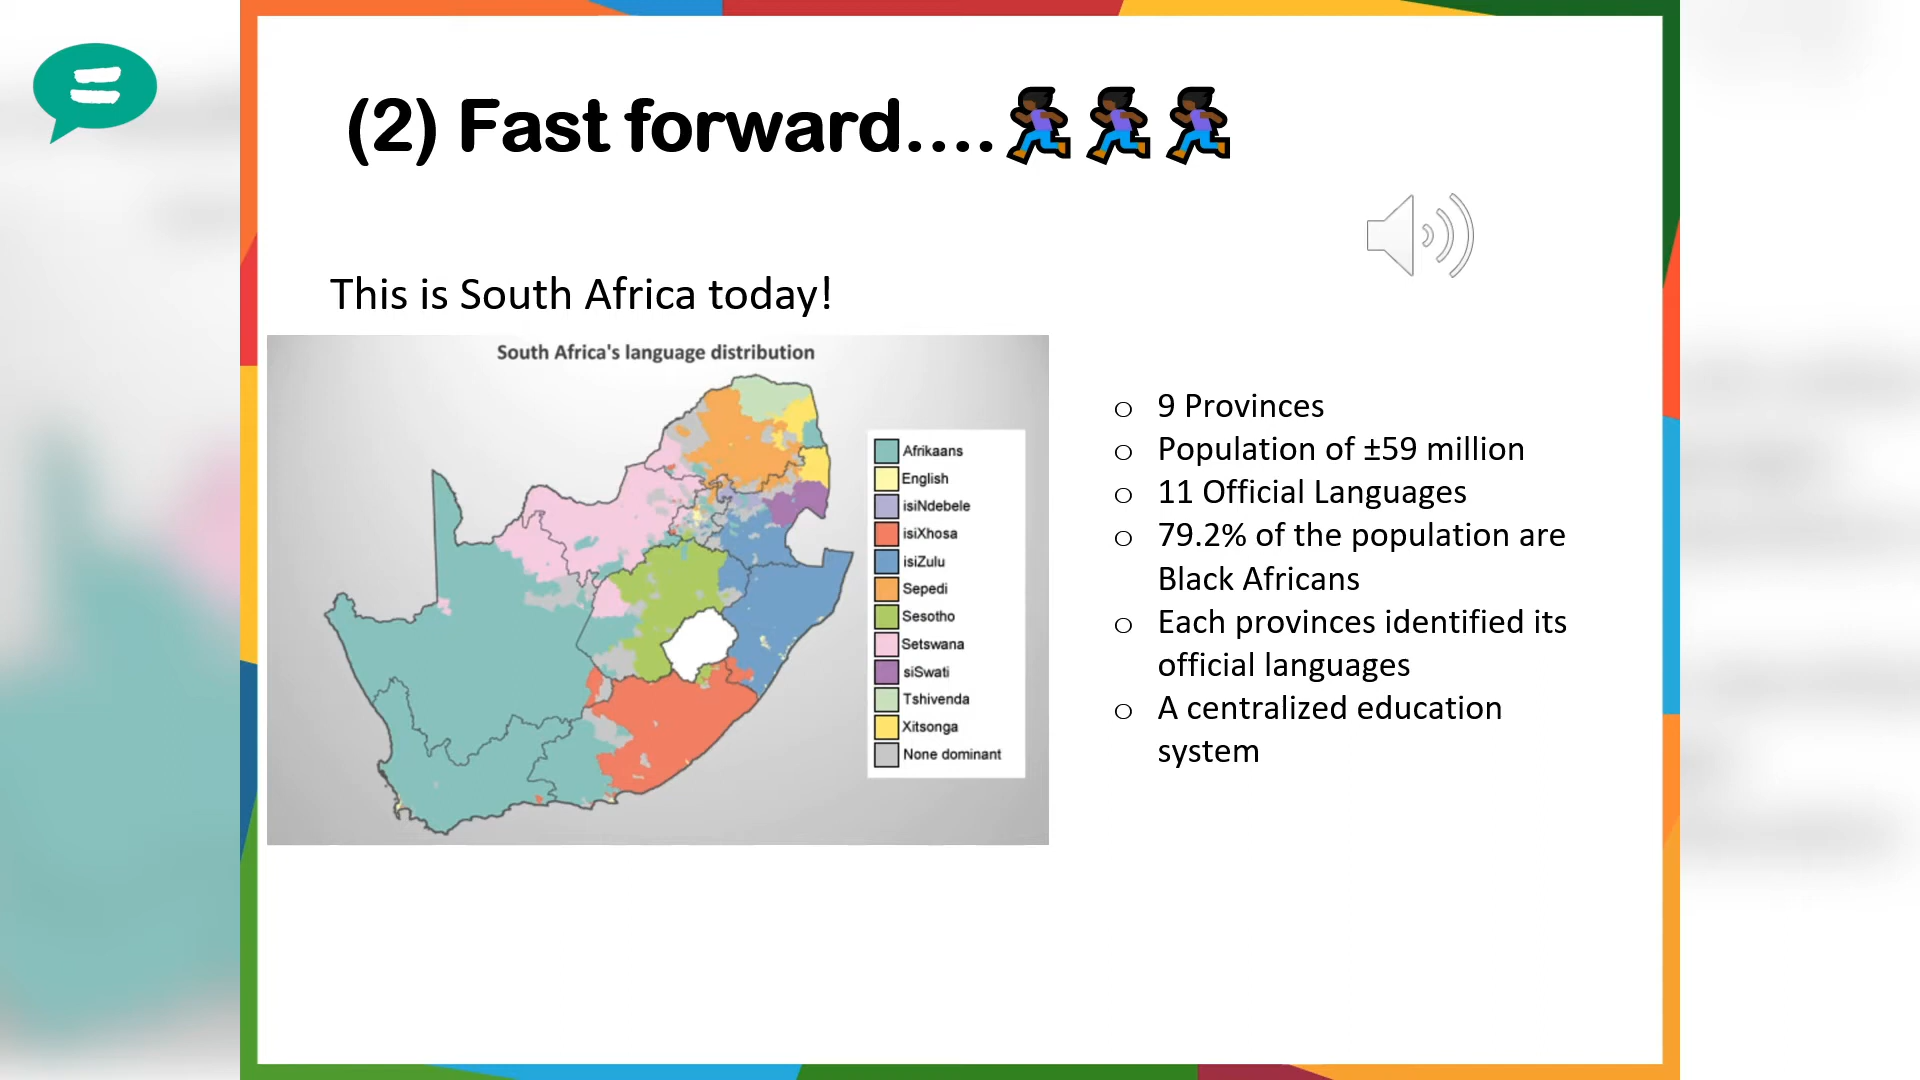 (2) Fast forward....
This is South Africa today!
South Africa's language distribution
Afrikaans
English
isiNdebele
isiXhosa
isiZulu
Sepedi
Sesotho
Setswana
siSwati
Tshivenda
Xitsonga
None dominant
o 9 Provinces
o Population of ±59 million
o 11 Official Languages
o 79.2% of the population are
Black Africans
o Each provinces identified its
official languages
o A centralized education
system